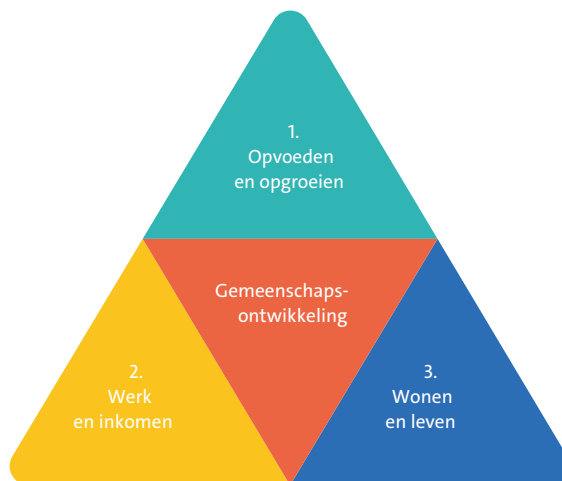 1.
Opvoeden
en opgroeien
Gemeenschaps-
ontwikkeling
2.
Werk
en inkomen
3.
Wonen
en leven